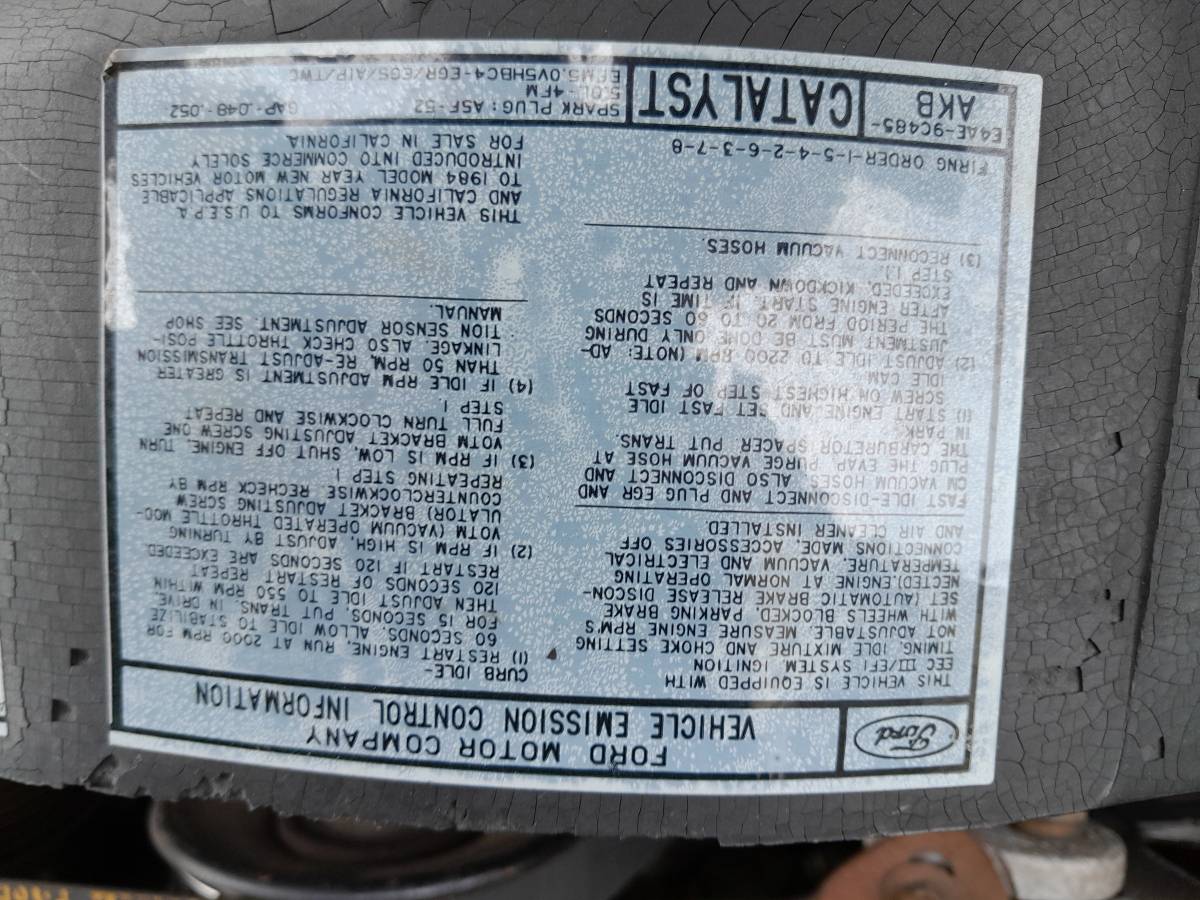 Ford
FORD MOTOR COMPANY
VEHICLE EMISSION CONTROL INFORMATION
THIS VEHICLE IS EQUIPPED WITH
EEC III/EFI SYSTEM. IGNITION
TIMING, IDLE MIXTURE AND CHOKE SETTING
NOT ADJUSTABLE. MEASURE ENGINE RPM'S
WITH WHEELS BLOCKED, PARKING BRAKE
SET (AUTOMATIC BRAKE RELEASE DISCON-
NECTED), ENGINE AT NORMAL OPERATING
TEMPERATURE, VACUUM AND ELECTRICAL
CONNECTIONS MADE, ACCESSORIES OFF
AND AIR CLEANER INSTALLED
FAST IDLE-DISCONNECT AND PLUG EGR AND
CM VACUUM HOSES. ALSO DISCONNECT AND
PLUG THE EVAP. PURGE VACUUM HOSE AT
THE CARBURETOR SPACER. PUT TRANS.
IN PARK.
(1) START ENGINE AND SET FAST IDLE
SCREW ON HIGHEST STEP OF FAST
IDLE CAM.
(2) ADJUST IDLE TO 2200 RPM (NOTE: AD-
JUSTMENT MUST BE DONE ONLY DURING
THE PERIOD FROM 20 TO 60 SECONDS
AFTER ENGINE START. IF TIME IS
EXCEEDED, KICKDOWN AND REPEAT
STEP 1.)
(3) RECONNECT VACUUM HOSES.
FIRNG ORDER-1-5-4-2-6-3-7-8
CURB IDLE-
(1) RESTART ENGINE, RUN AT 2000 RPM FOR
60 SECONDS. ALLOW IDLE TO STABILIZE
FOR 15 SECONDS, PUT TRANS. IN DRIVE,
THEN ADJUST IDLE TO 550 RPM WITHIN
120 SECONDS OF RESTART. REPEAT
RESTART IF 120 SECONDS ARE EXCEEDED
(2) IF RPM IS HIGH, ADJUST BY TURNING
VOTM (VACUUM OPERATED THROTTLE MOD-
ULATOR) BRACKET ADJUSTING SCREW
COUNTERCLOCKWISE. RECHECK RPM BY
REPEATING STEP 1
(3) IF RPM IS LOW, SHUT OFF ENGINE, TURN
VOTM BRACKET ADJUSTING SCREW ONE
FULL TURN CLOCKWISE AND REPEAT
STEP 1
(4) IF IDLE RPM ADJUSTMENT IS GREATER
THAN 50 RPM, RE-ADJUST TRANSMISSION
LINKAGE. ALSO CHECK THROTTLE POSI-
TION SENSOR ADJUSTMENT. SEE SHOP
MANUAL.
THIS VEHICLE CONFORMS TO U.S.E.P.A.
AND CALIFORNIA REGULATIONS APPLICABLE
TO 1984 MODEL YEAR NEW MOTOR VEHICLES
INTRODUCED INTO COMMERCE SOLELY
FOR SALE IN CALIFORNIA.
E4AE-9C485-
AKB
CATALYST
SPARK PLUG: ASF-52 GAP-.048-.052
5.0L-4FM
EFM5.0V5HBC4-EGR/EGS/AIP/TWC